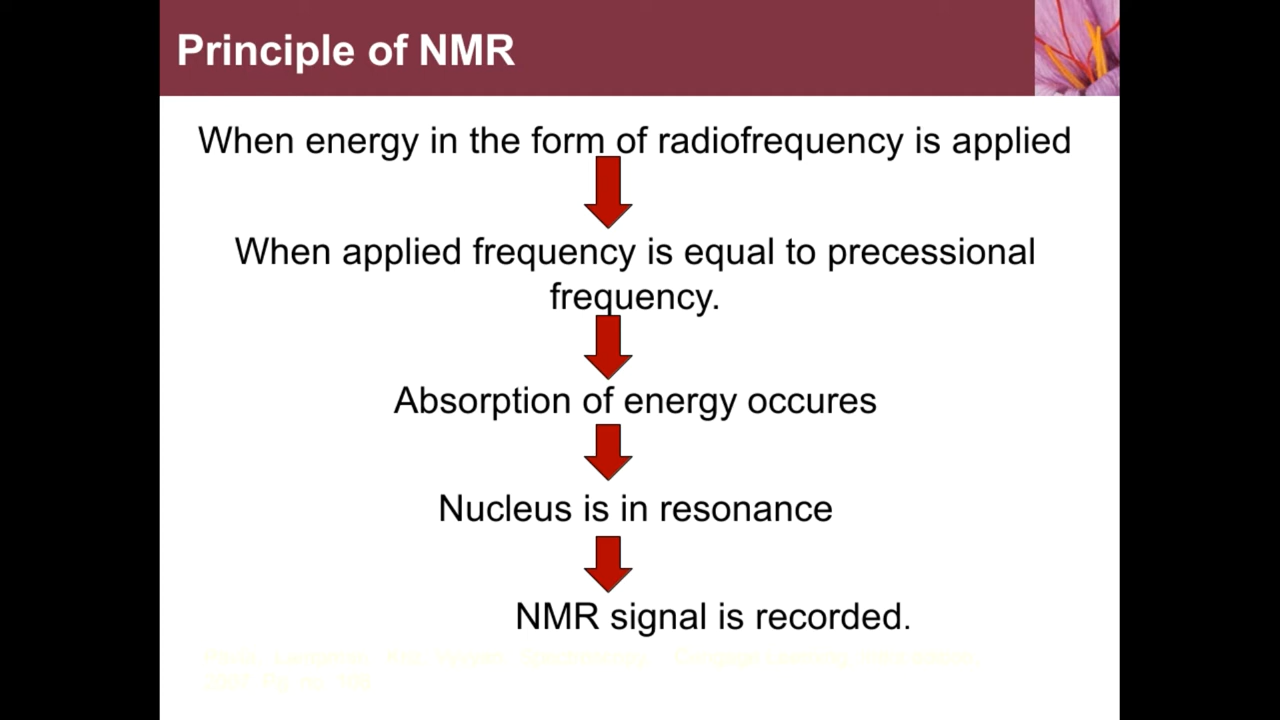 Principle of NMR
When energy in the form of radiofrequency is applied
When applied frequency is equal to precessional
frequency.
Absorption of energy occures
Nucleus is in resonance
NMR signal is recorded.